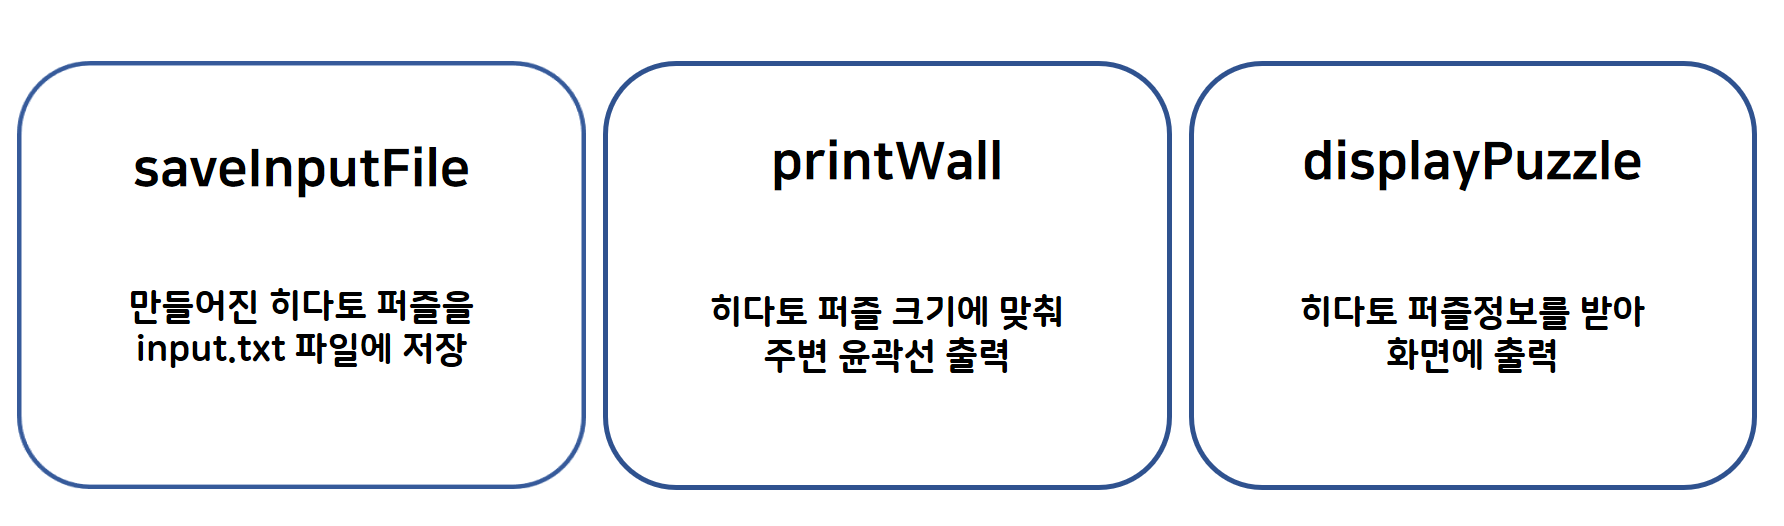 saveInputFile
만들어진 히다토 퍼즐을
input.txt 파일에 저장
printWall
히다토 퍼즐 크기에 맞춰
주변 윤곽선 출력
displayPuzzle
히다토 퍼즐정보를 받아
화면에 출력